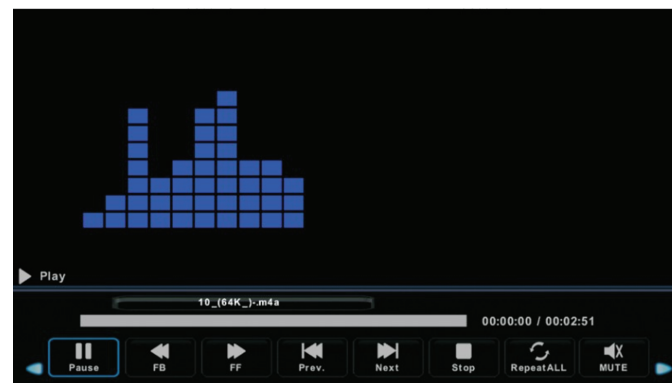 Play
10_(64K_)-.m4a
00:00:00 / 00:02:51
Pause FB FF Prev. Next Stop RepeatALL MUTE